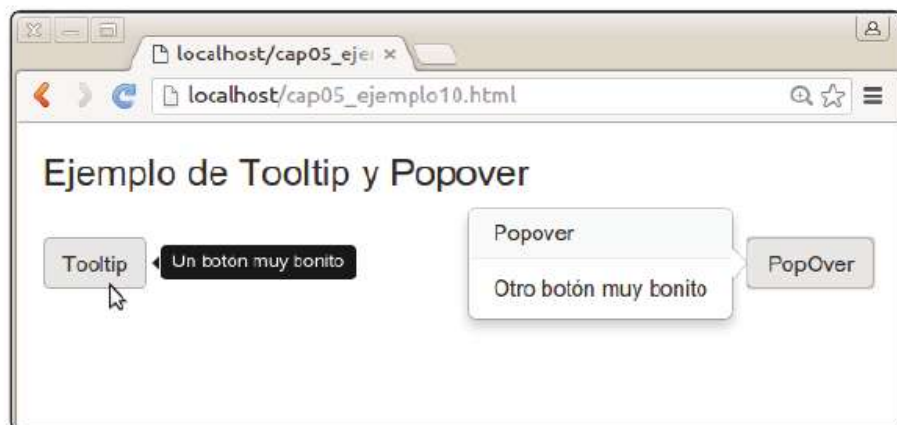 localhost/cap05_eje
localhost/cap05_ejemplo10.html
Ejemplo de Tooltip y Popover
Tooltip
Un botón muy bonito
Popover
Otro botón muy bonito
PopOver